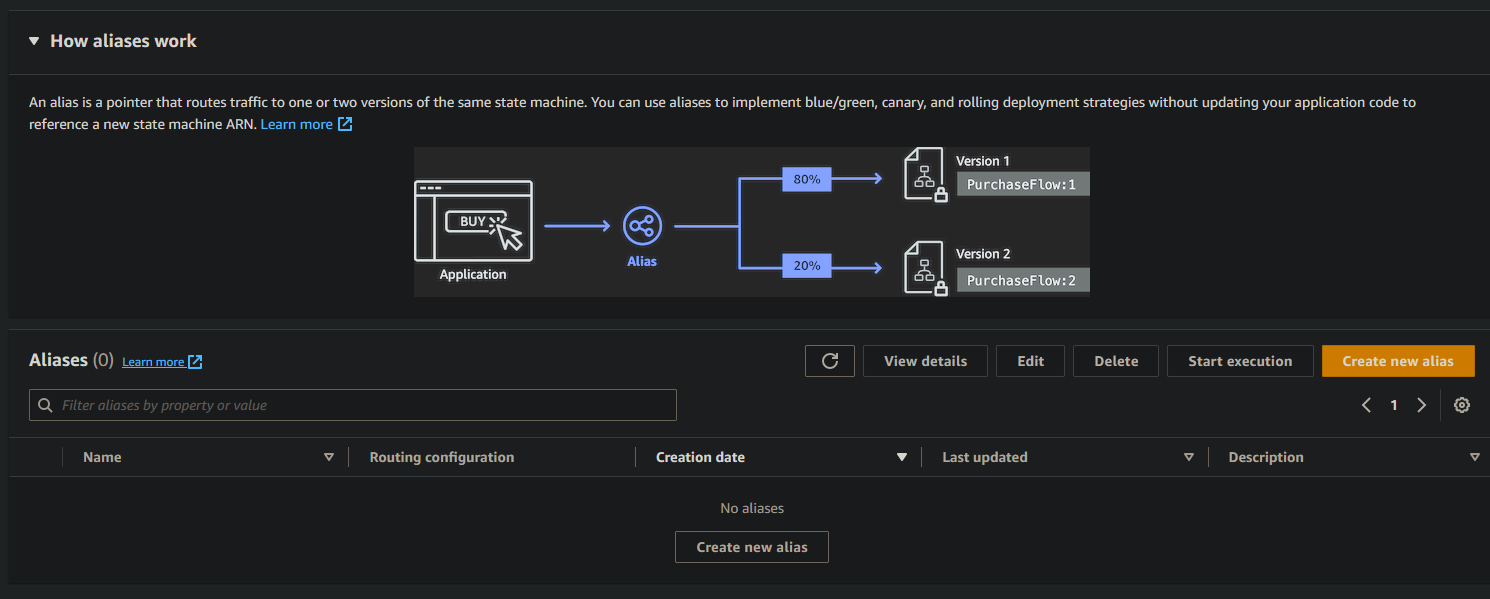 How aliases work
An alias is a pointer that routes traffic to one or two versions of the same state machine. You can use aliases to implement blue/green, canary, and rolling deployment strategies without updating your application code to
reference a new state machine ARN. Learn more
BUY
Application
Alias
80%
20%
Version 1
PurchaseFlow:1
Version 2
PurchaseFlow:2
Aliases (0) Learn more
View details
Edit
Delete
Start execution
Create new alias
Filter aliases by property or value
1
Name
Routing configuration
Creation date
Last updated
Description
No aliases
Create new alias